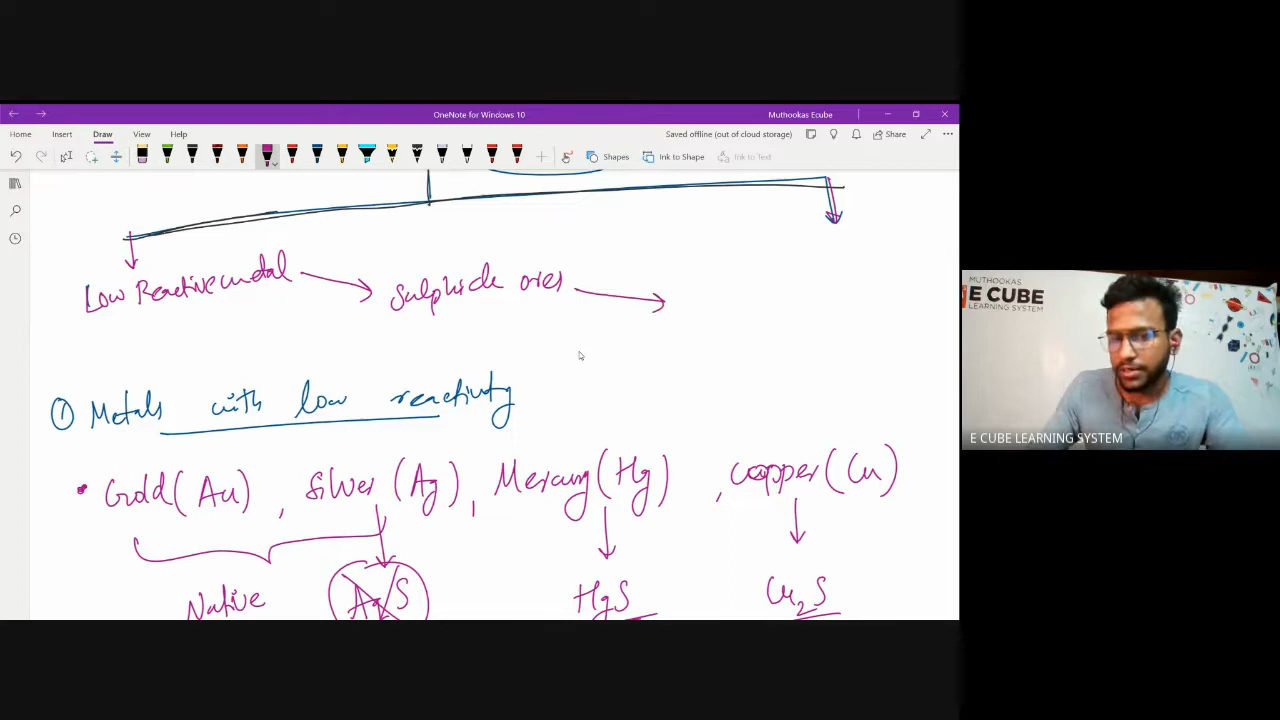 OneNote for Windows 10
Muthookas Ecube
Home Insert Draw View Help
Saved offline (out of cloud storage)
Share
Shapes
Ink to Shape
Ink to Text
Low Reactive metal
Sulphide ores
① Metals with low reactivity
• Gold (Au), Silver (Ag), Mercury (Hg), Copper (Cu)
Native
Ag2S
HgS
Cu2S
MUTHOOKAS
E CUBE
LEARNING SYSTEM
E CUBE LEARNING SYSTEM